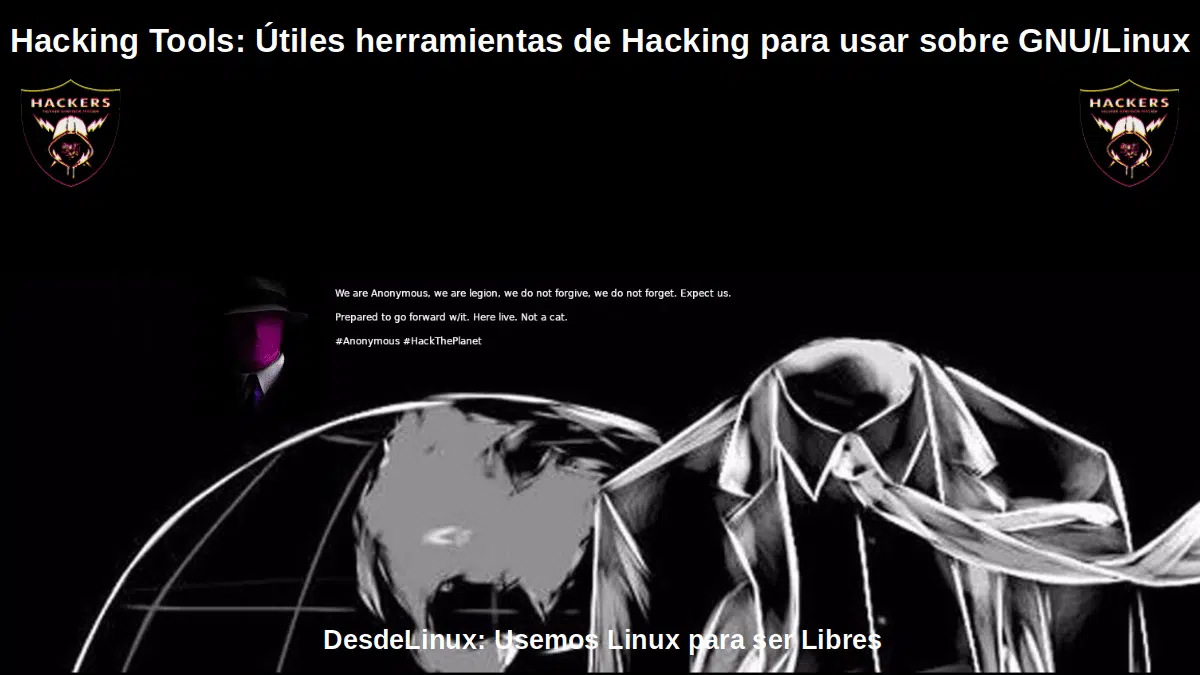 Hacking Tools: Útiles herramientas de Hacking para usar sobre GNU/Linux
HACKERS
HACKERS
We are Anonymous, we are legion, we do not forgive, we do not forget. Expect us.
Prepared to go forward w/it. Here live. Not a cat.
#Anonymous #HackThePlanet
DesdeLinux: Usemos Linux para ser Libres